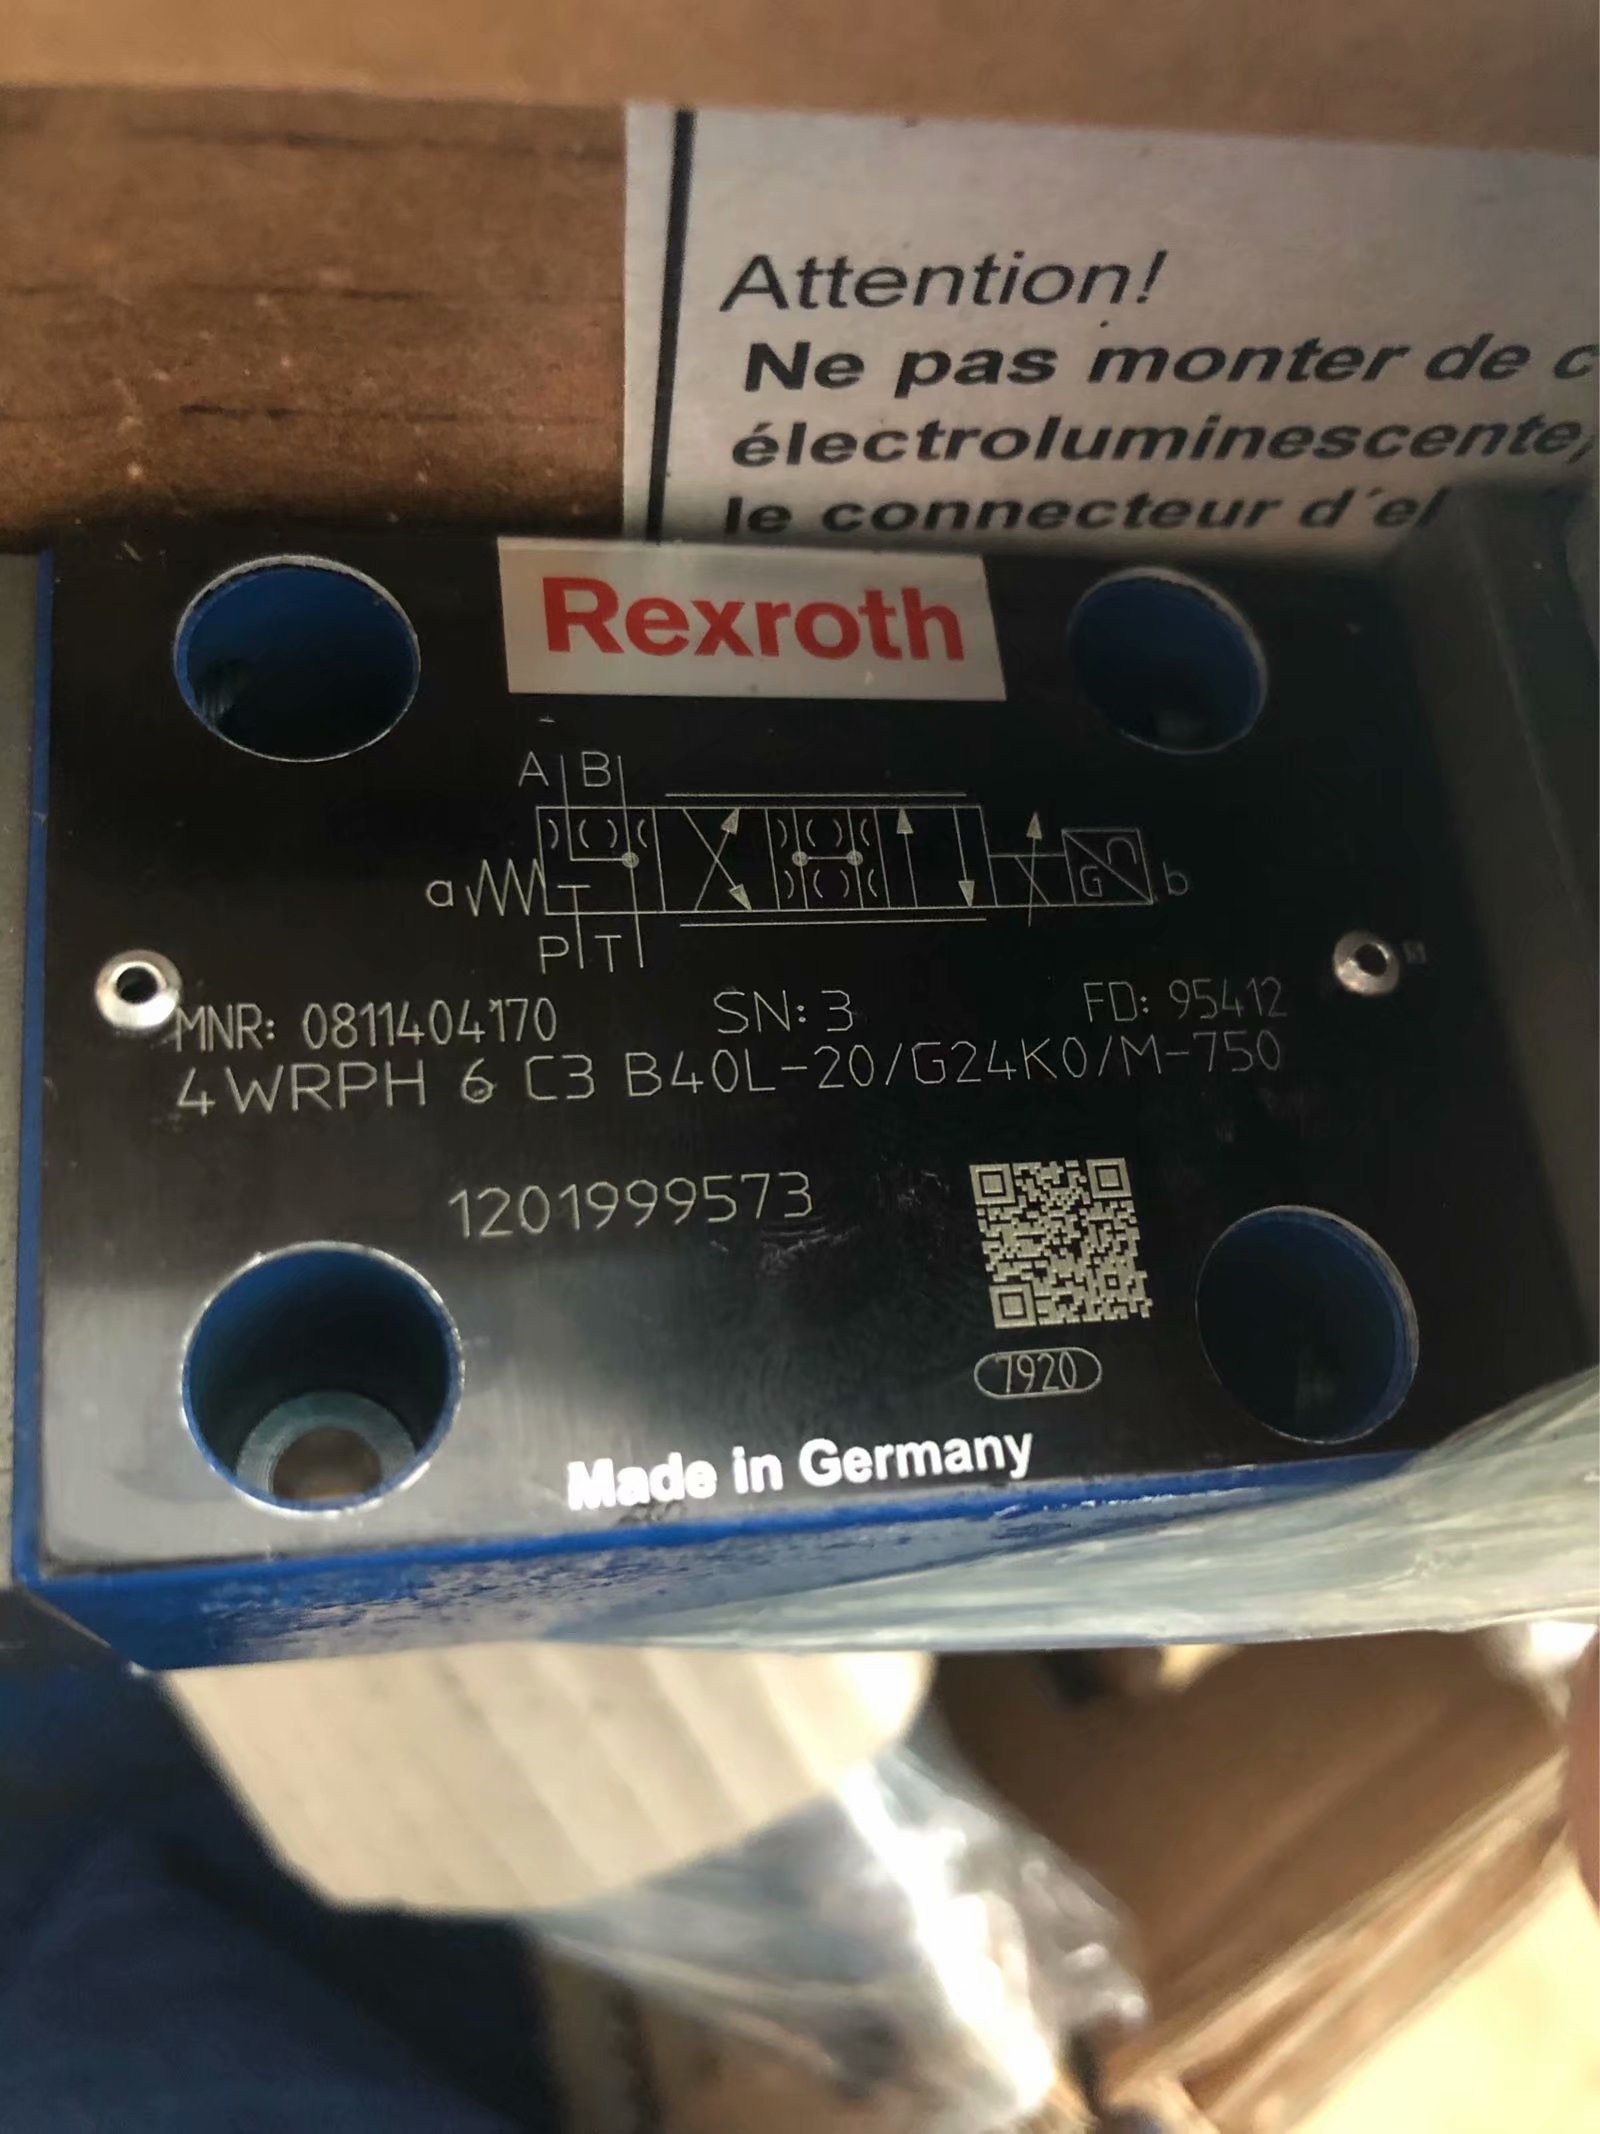 Attention!
Ne pas monter de
électroluminescente,
le connecteur
Rexroth
A B
a G b
P T
MNR: 0811404170 SN: 3 FD: 95412
4WRPH 6 C3 B40L-20/G24K0/M-750
1201999573
7920
Made in Germany